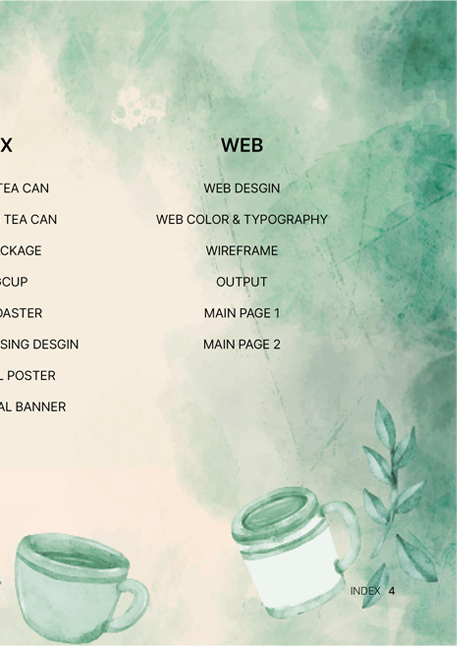 X
TEA CAN
TEA CAN
CKAGE
GCUP
OASTER
SING DESGIN
L POSTER
AL BANNER
WEB
WEB DESGIN
WEB COLOR & TYPOGRAPHY
WIREFRAME
OUTPUT
MAIN PAGE 1
MAIN PAGE 2
INDEX 4